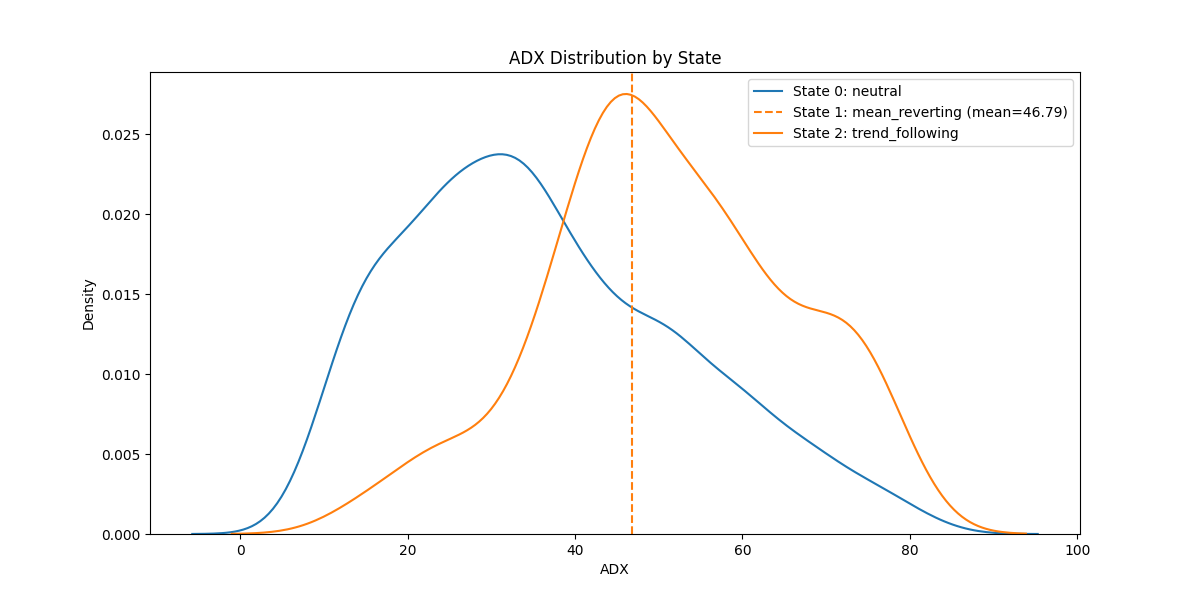 ADX Distribution by State
State 0: neutral
State 1: mean_reverting (mean=46.79)
State 2: trend_following
Density
0.025
0.020
0.015
0.010
0.005
0.000
0 20 40 60 80 100
ADX